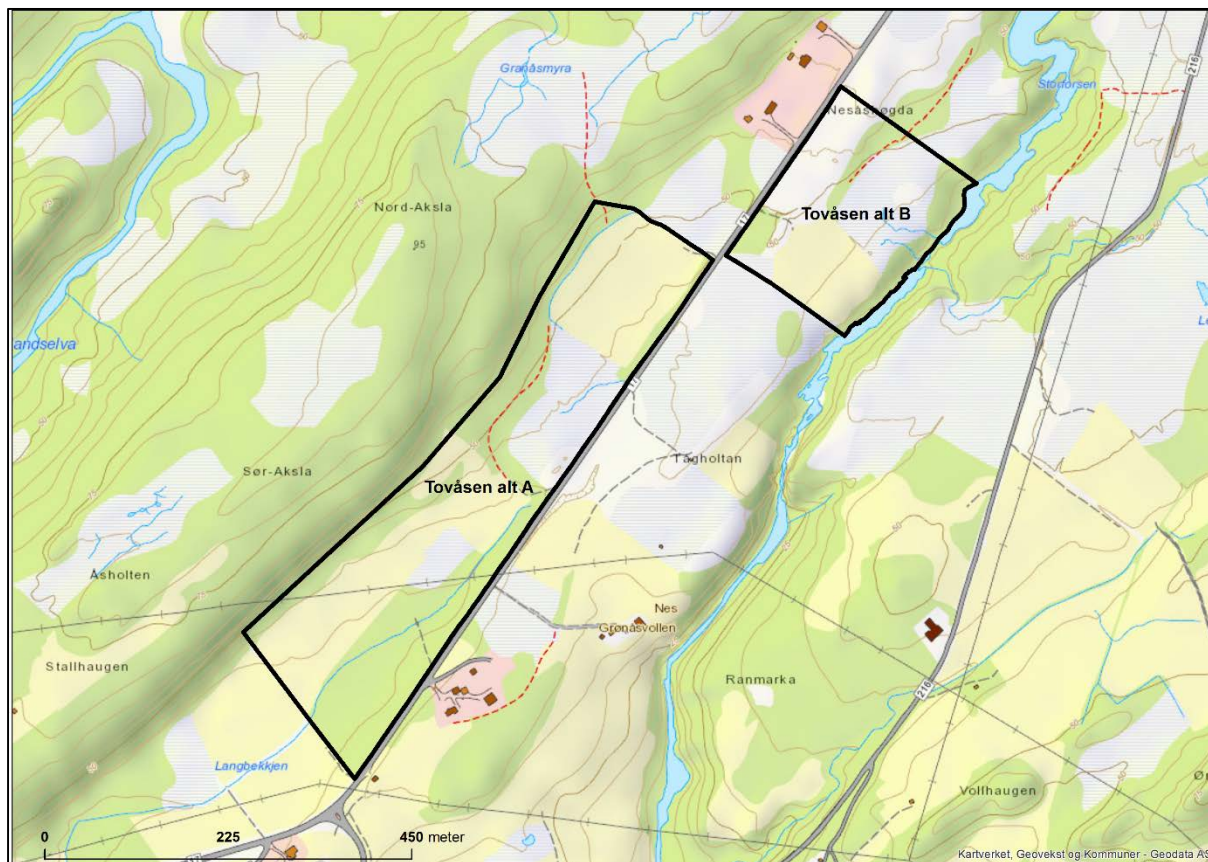 Granåsmyra
216
Storforsen
Nesåshøgda
Nord-Aksla
95
Tovåsen alt B
17
andselva
17
Tågholtan
Sør-Aksla
Tovåsen alt A
Åsholten
Nes
Grønåsvollen
Stallhaugen
Ranmarka
216
Langbekkjen
Vollhaugen
0 225 450 meter
Kartverket, Geovekst og Kommuner - Geodata AS